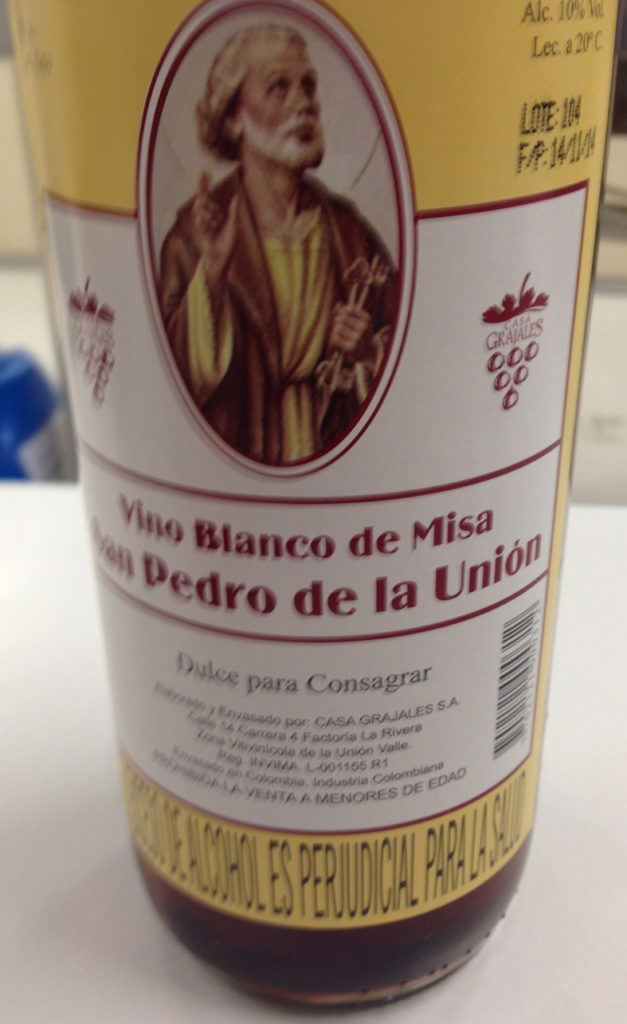 Alc. 10% Vol
Lec. a 20° C.
LOTE: 104
F/P: 14/11/14
CASA
GRAJALES
Vino Blanco de Misa
San Pedro de la Unión
Dulce para Consagrar
Elaborado y Envasado por: CASA GRAJALES S.A.
Calle 14 Carrera 4 Factoria La Rivera
Zona Vitivinicola de la Unión Valle.
Reg. INVIMA. L-001155 R1
Envasado en Colombia. Industria Colombiana
PROHIBIDA LA VENTA A MENORES DE EDAD
DE ALCOHOL ES PERJUDICIAL PARA LA SALUD